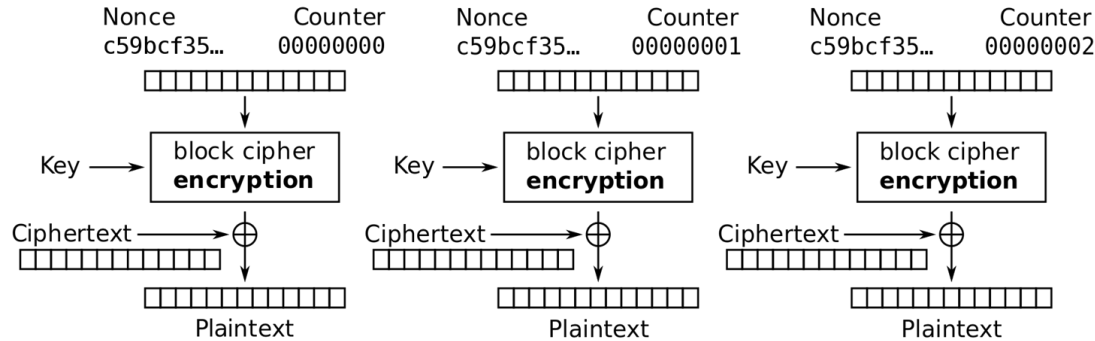 Nonce Counter Nonce Counter Nonce Counter
c59bcf35… 00000000 c59bcf35… 00000001 c59bcf35… 00000002
block cipher block cipher block cipher
Key Key Key
encryption encryption encryption
Ciphertext Ciphertext Ciphertext
Plaintext Plaintext Plaintext